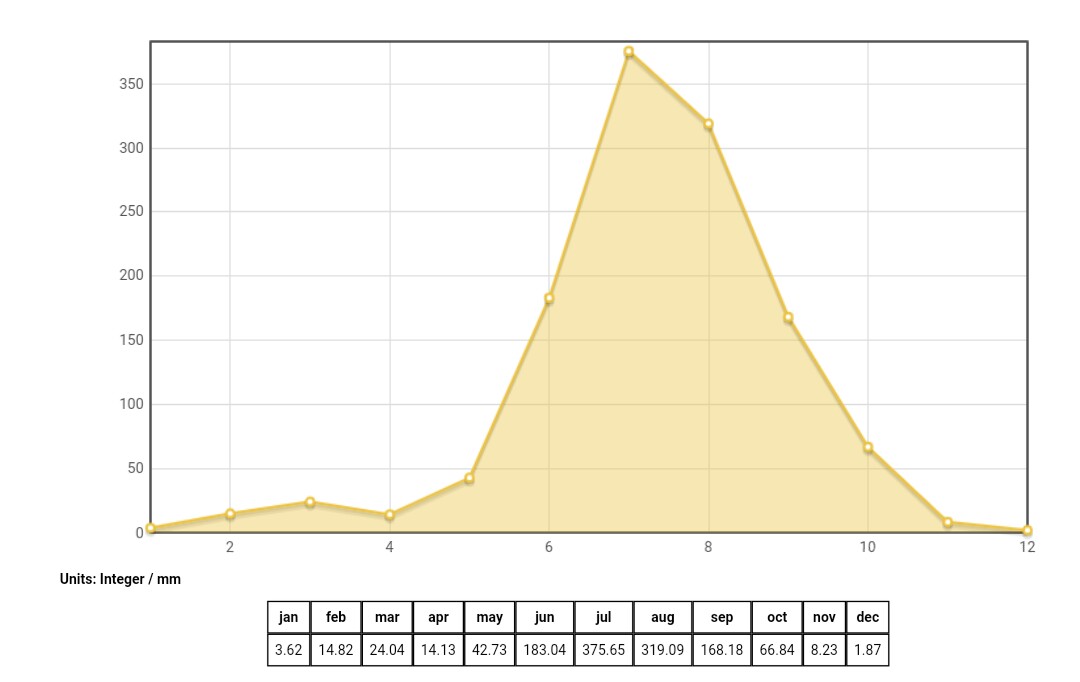 350
300
250
200
150
100
50
0
2 4 6 8 10 12
Units: Integer / mm
jan feb mar apr may jun jul aug sep oct nov dec
3.62 14.82 24.04 14.13 42.73 183.04 375.65 319.09 168.18 66.84 8.23 1.87